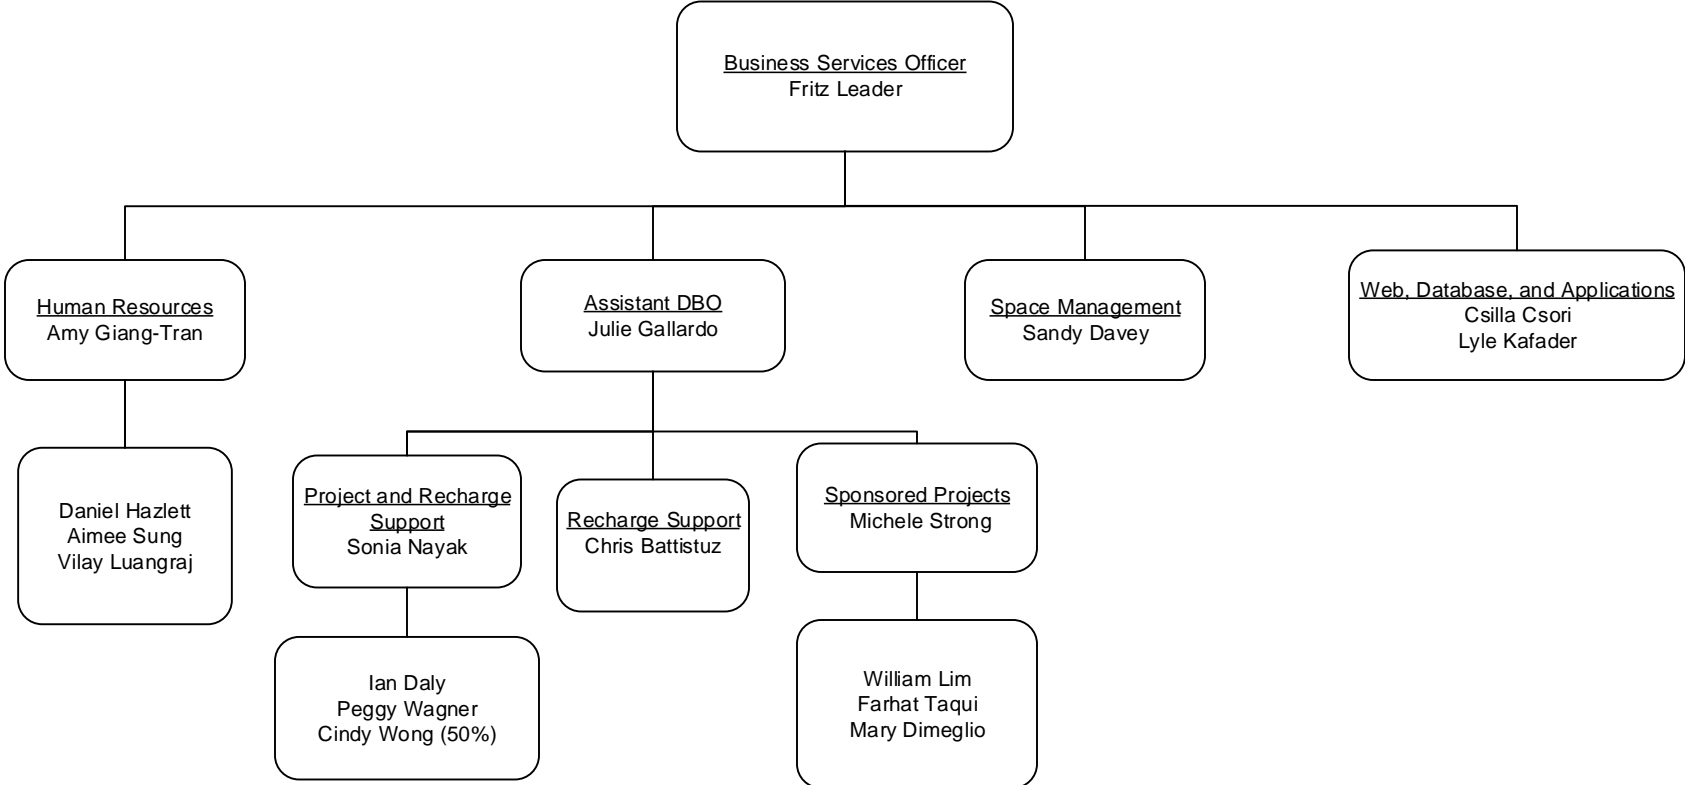 Business Services Officer
Fritz Leader
Human Resources
Amy Giang-Tran
Assistant DBO
Julie Gallardo
Space Management
Sandy Davey
Web, Database, and Applications
Csilla Csori
Lyle Kafader
Daniel Hazlett
Aimee Sung
Vilay Luangraj
Project and Recharge
Support
Sonia Nayak
Recharge Support
Chris Battistuz
Sponsored Projects
Michele Strong
Ian Daly
Peggy Wagner
Cindy Wong (50%)
William Lim
Farhat Taqui
Mary Dimeglio